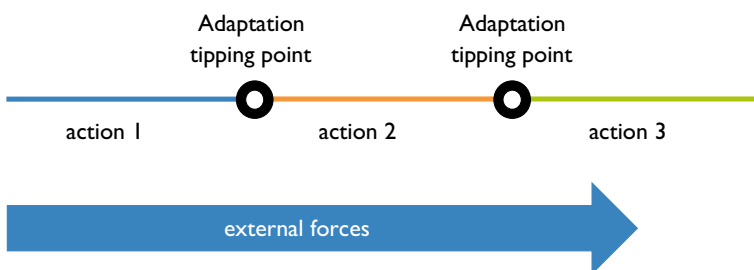 Adaptation
tipping point
Adaptation
tipping point
action 1
action 2
action 3
external forces